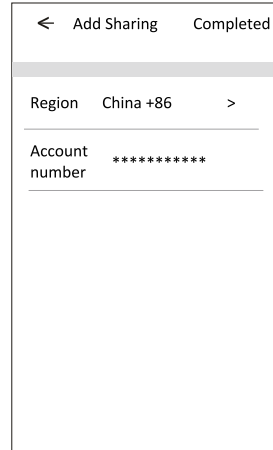 ← Add Sharing Completed
Region China +86 >
Account
number ***********